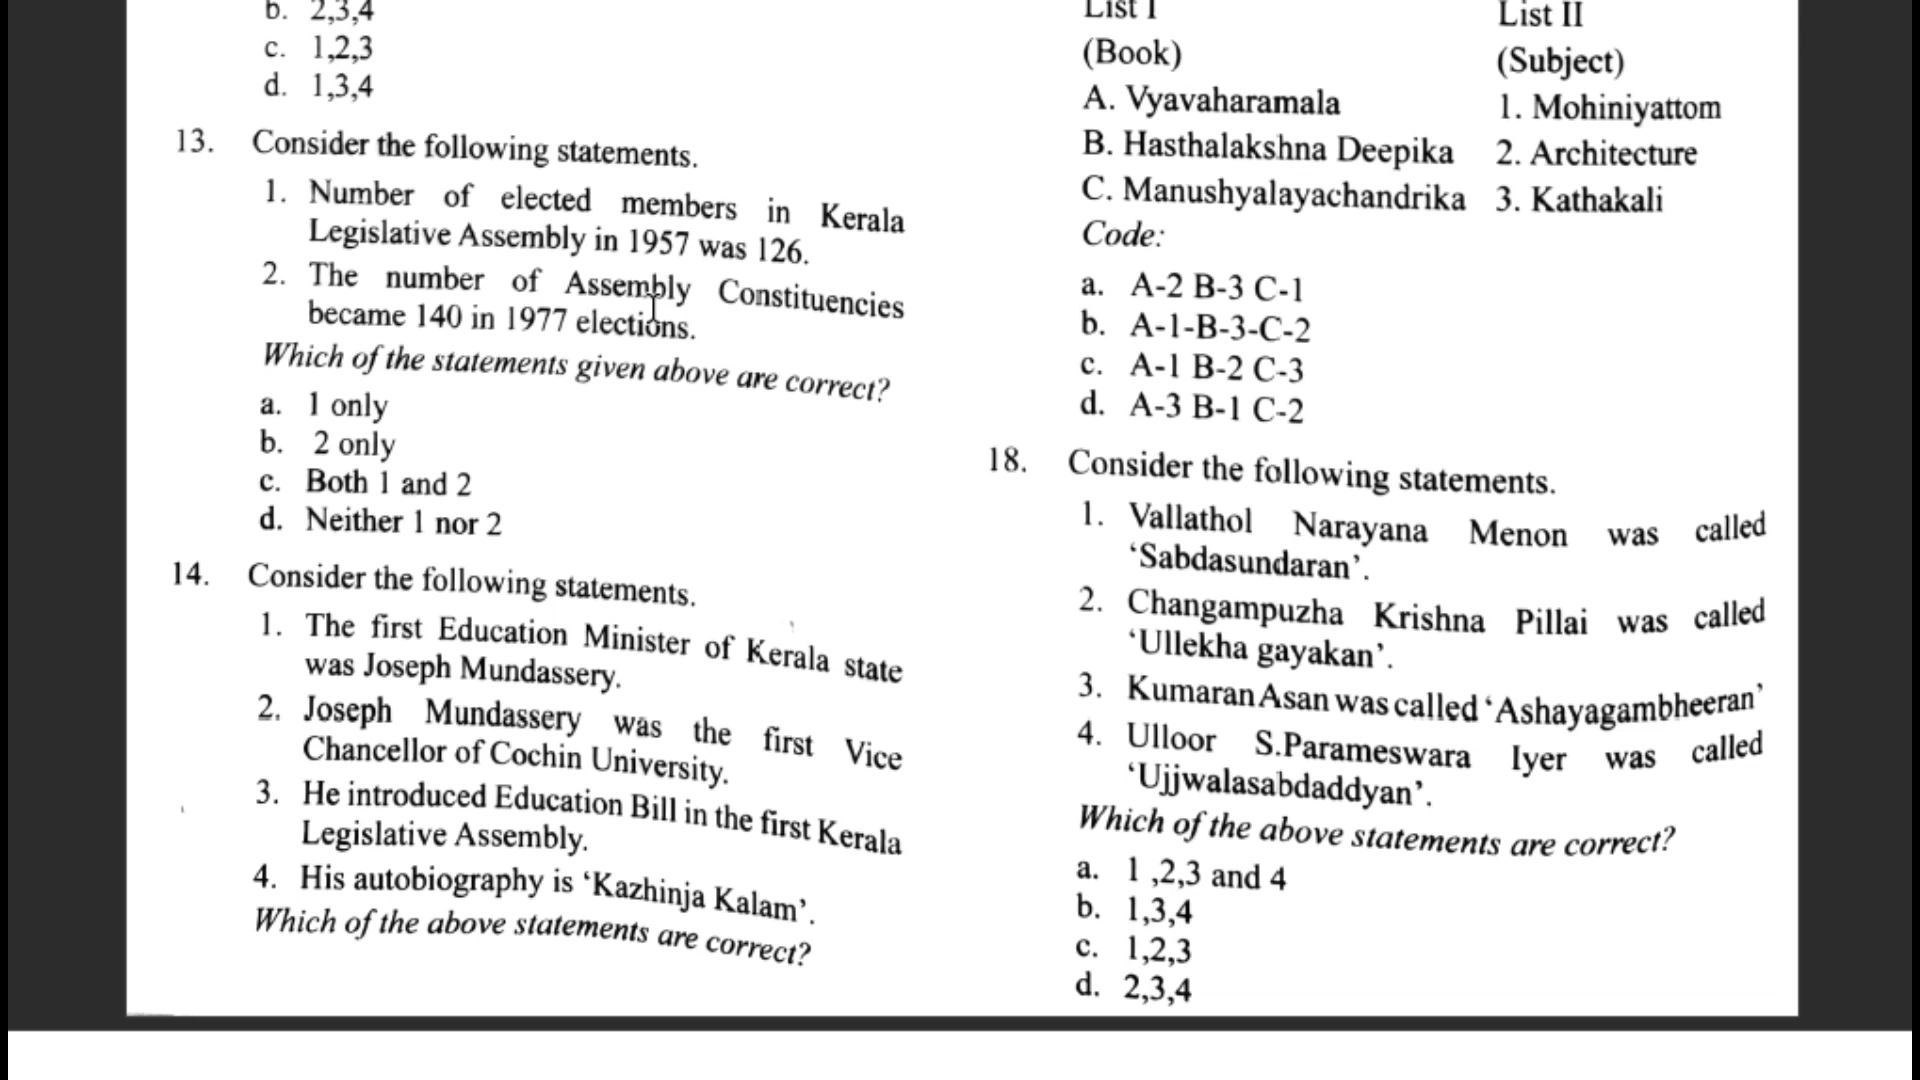 b. 2,3,4
c. 1,2,3
d. 1,3,4
13. Consider the following statements.
1. Number of elected members in Kerala
Legislative Assembly in 1957 was 126.
2. The number of Assembly Constituencies
became 140 in 1977 elections.
Which of the statements given above are correct?
a. 1 only
b. 2 only
c. Both 1 and 2
d. Neither 1 nor 2
14. Consider the following statements.
1. The first Education Minister of Kerala state
was Joseph Mundassery.
2. Joseph Mundassery was the first Vice
Chancellor of Cochin University.
3. He introduced Education Bill in the first Kerala
Legislative Assembly.
4. His autobiography is ‘Kazhinja Kalam’.
Which of the above statements are correct?
List I List II
(Book) (Subject)
A. Vyavaharamala 1. Mohiniyattom
B. Hasthalakshna Deepika 2. Architecture
C. Manushyalayachandrika 3. Kathakali
Code:
a. A-2 B-3 C-1
b. A-1-B-3-C-2
c. A-1 B-2 C-3
d. A-3 B-1 C-2
18. Consider the following statements.
1. Vallathol Narayana Menon was called
‘Sabdasundaran’.
2. Changampuzha Krishna Pillai was called
‘Ullekha gayakan’.
3. Kumaran Asan was called ‘Ashayagambheeran’
4. Ulloor S.Parameswara Iyer was called
‘Ujjwalasabdaddyan’.
Which of the above statements are correct?
a. 1 ,2,3 and 4
b. 1,3,4
c. 1,2,3
d. 2,3,4